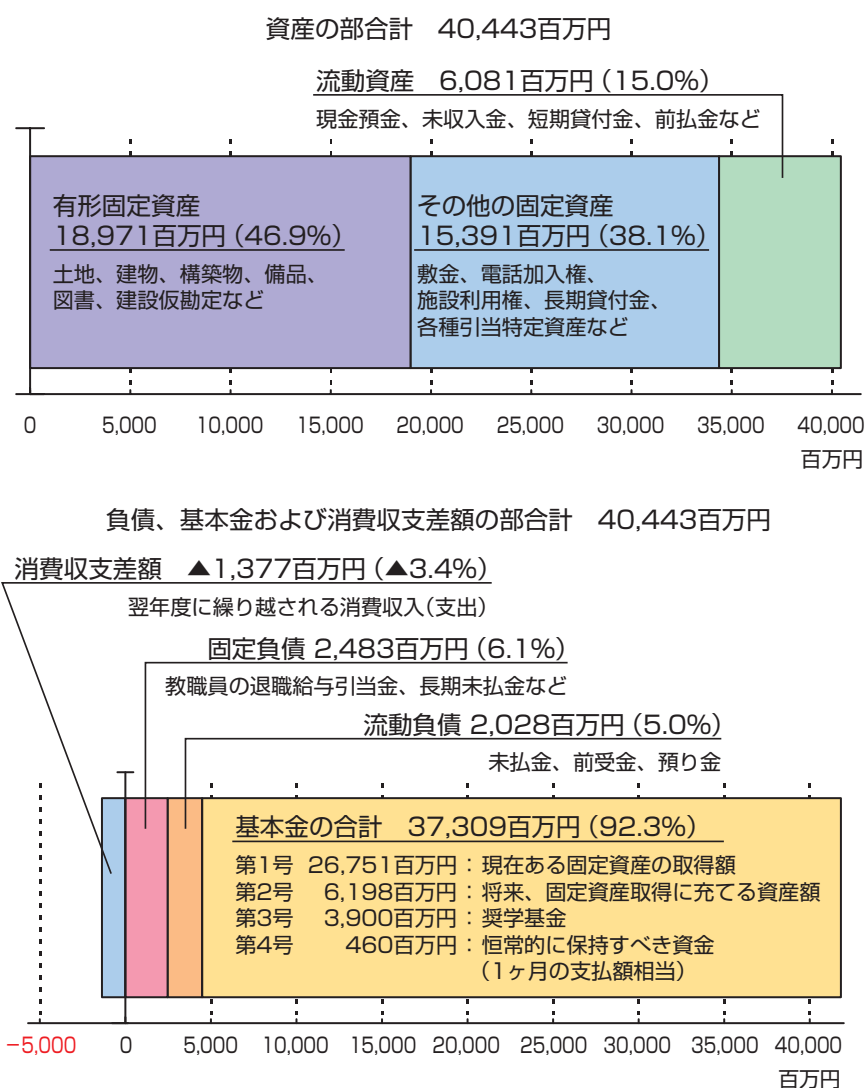 資産の部合計　40,443百万円
流動資産　6,081百万円（15.0%）
現金預金、未収入金、短期貸付金、前払金など
有形固定資産
18,971百万円（46.9%）
土地、建物、構築物、備品、
図書、建設仮勘定など
その他の固定資産
15,391百万円（38.1%）
敷金、電話加入権、
施設利用権、長期貸付金、
各種引当特定資産など
0 5,000 10,000 15,000 20,000 25,000 30,000 35,000 40,000
百万円
負債、基本金および消費収支差額の部合計　40,443百万円
消費収支差額　▲1,377百万円（▲3.4%）
翌年度に繰り越される消費収入（支出）
固定負債 2,483百万円（6.1%）
教職員の退職給与引当金、長期未払金など
流動負債 2,028百万円（5.0%）
未払金、前受金、預り金
基本金の合計　37,309百万円（92.3%）
第1号 26,751百万円：現在ある固定資産の取得額
第2号 6,198百万円：将来、固定資産取得に充てる資産額
第3号 3,900百万円：奨学基金
第4号 460百万円：恒常的に保持すべき資金
（1ヶ月の支払額相当）
-5,000 0 5,000 10,000 15,000 20,000 25,000 30,000 35,000 40,000
百万円